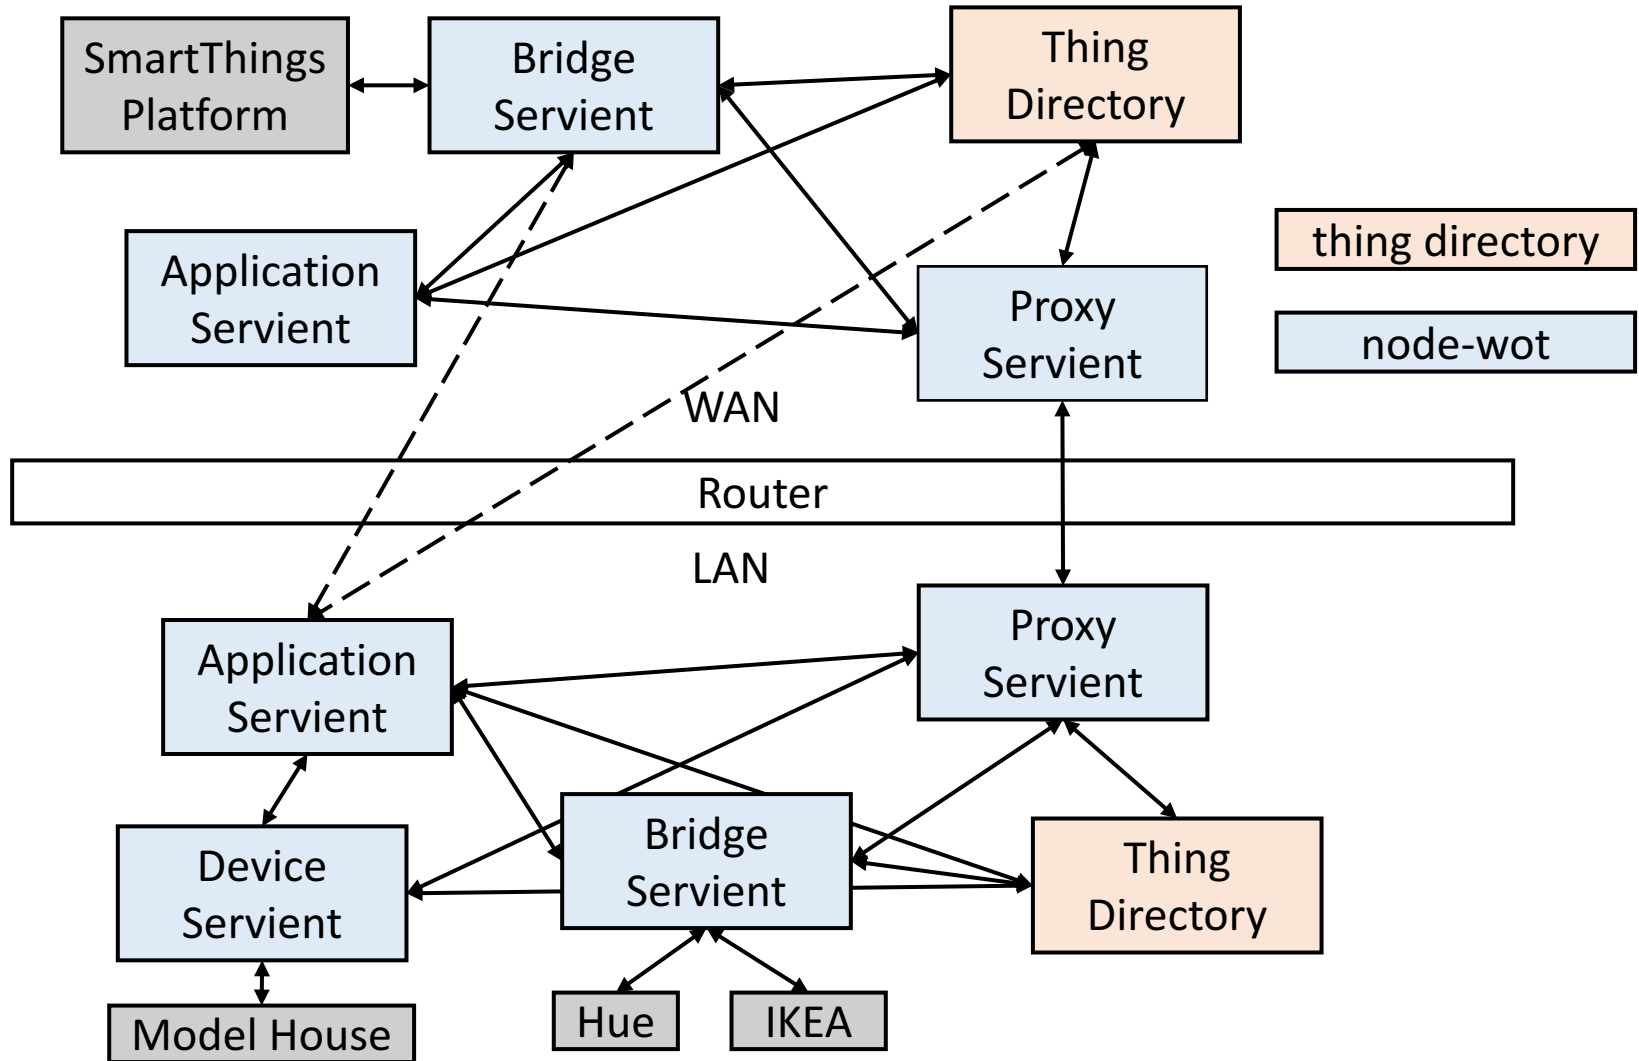 SmartThings
Platform
Bridge
Servient
Thing
Directory
Application
Servient
Proxy
Servient
thing directory
node-wot
WAN
Router
LAN
Application
Servient
Proxy
Servient
Device
Servient
Bridge
Servient
Thing
Directory
Model House
Hue
IKEA